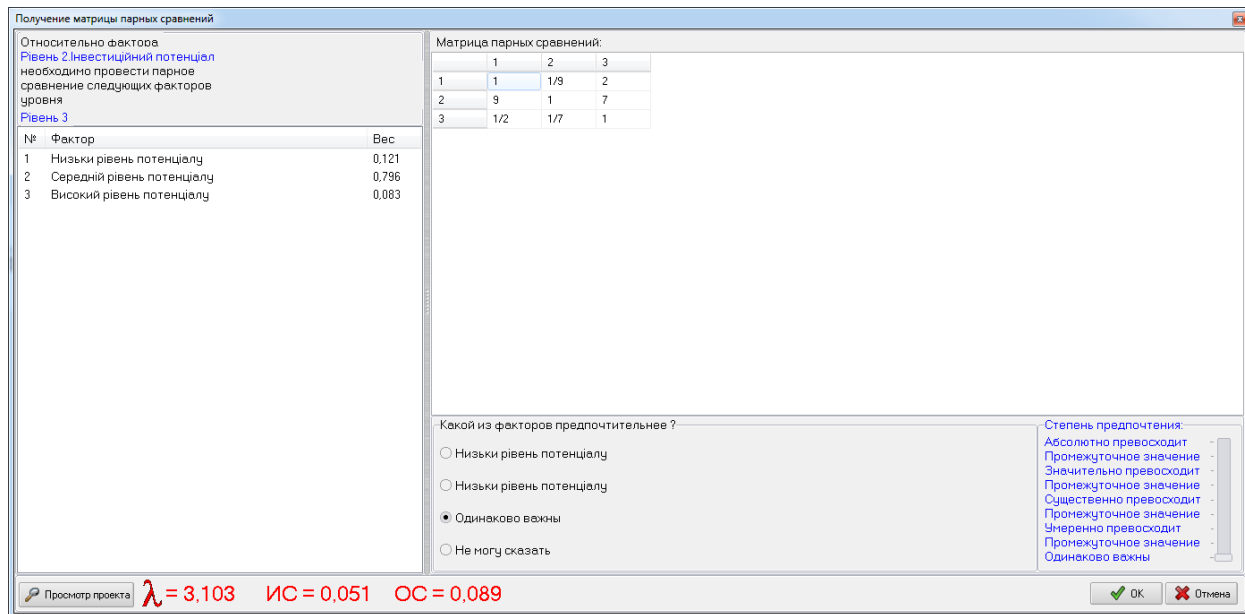 Получение матрицы парных сравнений
Относительно фактора
Рівень 2.Інвестиційний потенціал
необходимо провести парное
сравнение следующих факторов
уровня
Рівень 3
№ Фактор Вес
1 Низьки рівень потенціалу 0,121
2 Середній рівень потенціалу 0,796
3 Високий рівень потенціалу 0,083
Матрица парных сравнений:
1 2 3
1 1 1/9 2
2 9 1 7
3 1/2 1/7 1
Какой из факторов предпочтительнее ?
Низьки рівень потенціалу
Низьки рівень потенціалу
Одинаково важны
Не могу сказать
Степень предпочтения:
Абсолютно превосходит
Промежуточное значение
Значительно превосходит
Промежуточное значение
Существенно превосходит
Промежуточное значение
Умеренно превосходит
Промежуточное значение
Одинаково важны
Просмотр проекта λ = 3,103 ИС = 0,051 ОС = 0,089
OK Отмена